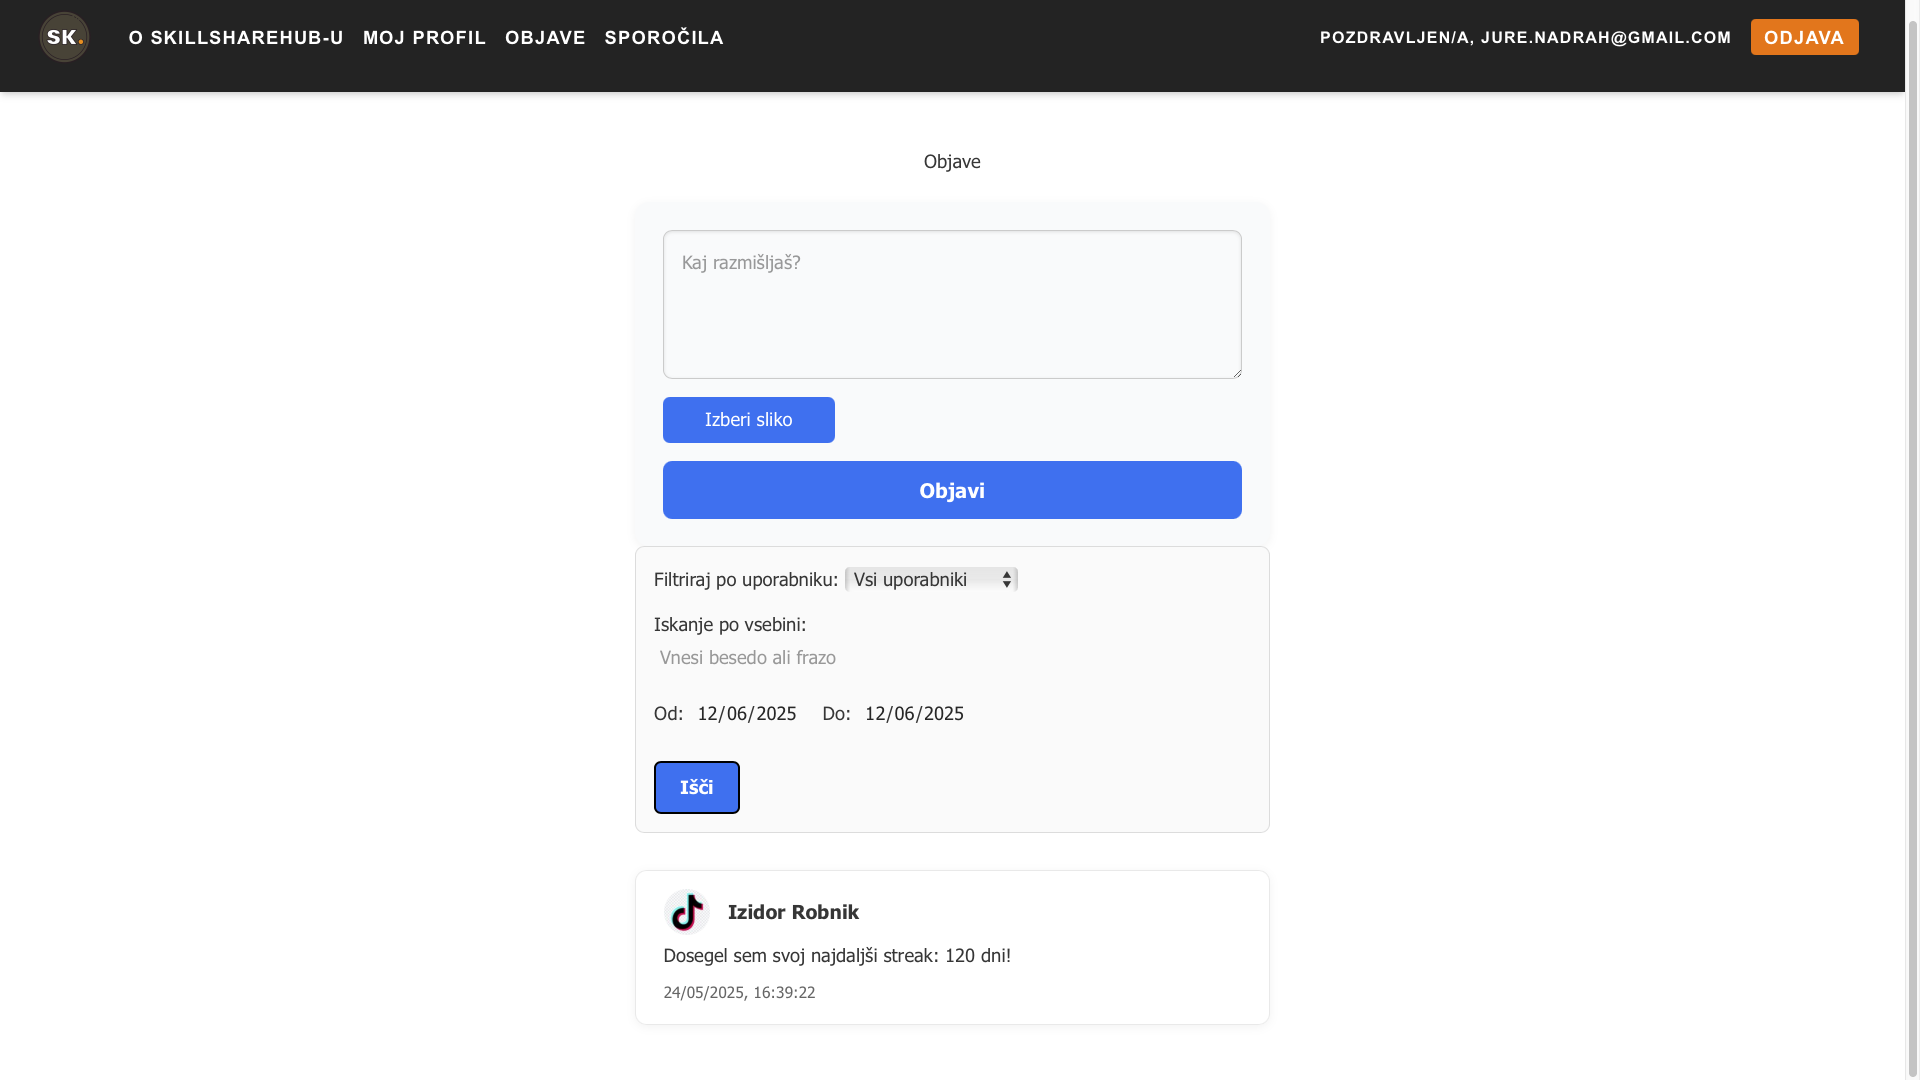 SK.
O SKILLSHAREHUB-U MOJ PROFIL OBJAVE SPOROČILA
POZDRAVLJEN/A, JURE.NADRAH@GMAIL.COM ODJAVA
Objave
Kaj razmišljaš?
Izberi sliko
Objavi
Filtriraj po uporabniku: Vsi uporabniki
Iskanje po vsebini:
Vnesi besedo ali frazo
Od: 12/06/2025 Do: 12/06/2025
Išči
Izidor Robnik
Dosegel sem svoj najdaljši streak: 120 dni!
24/05/2025, 16:39:22